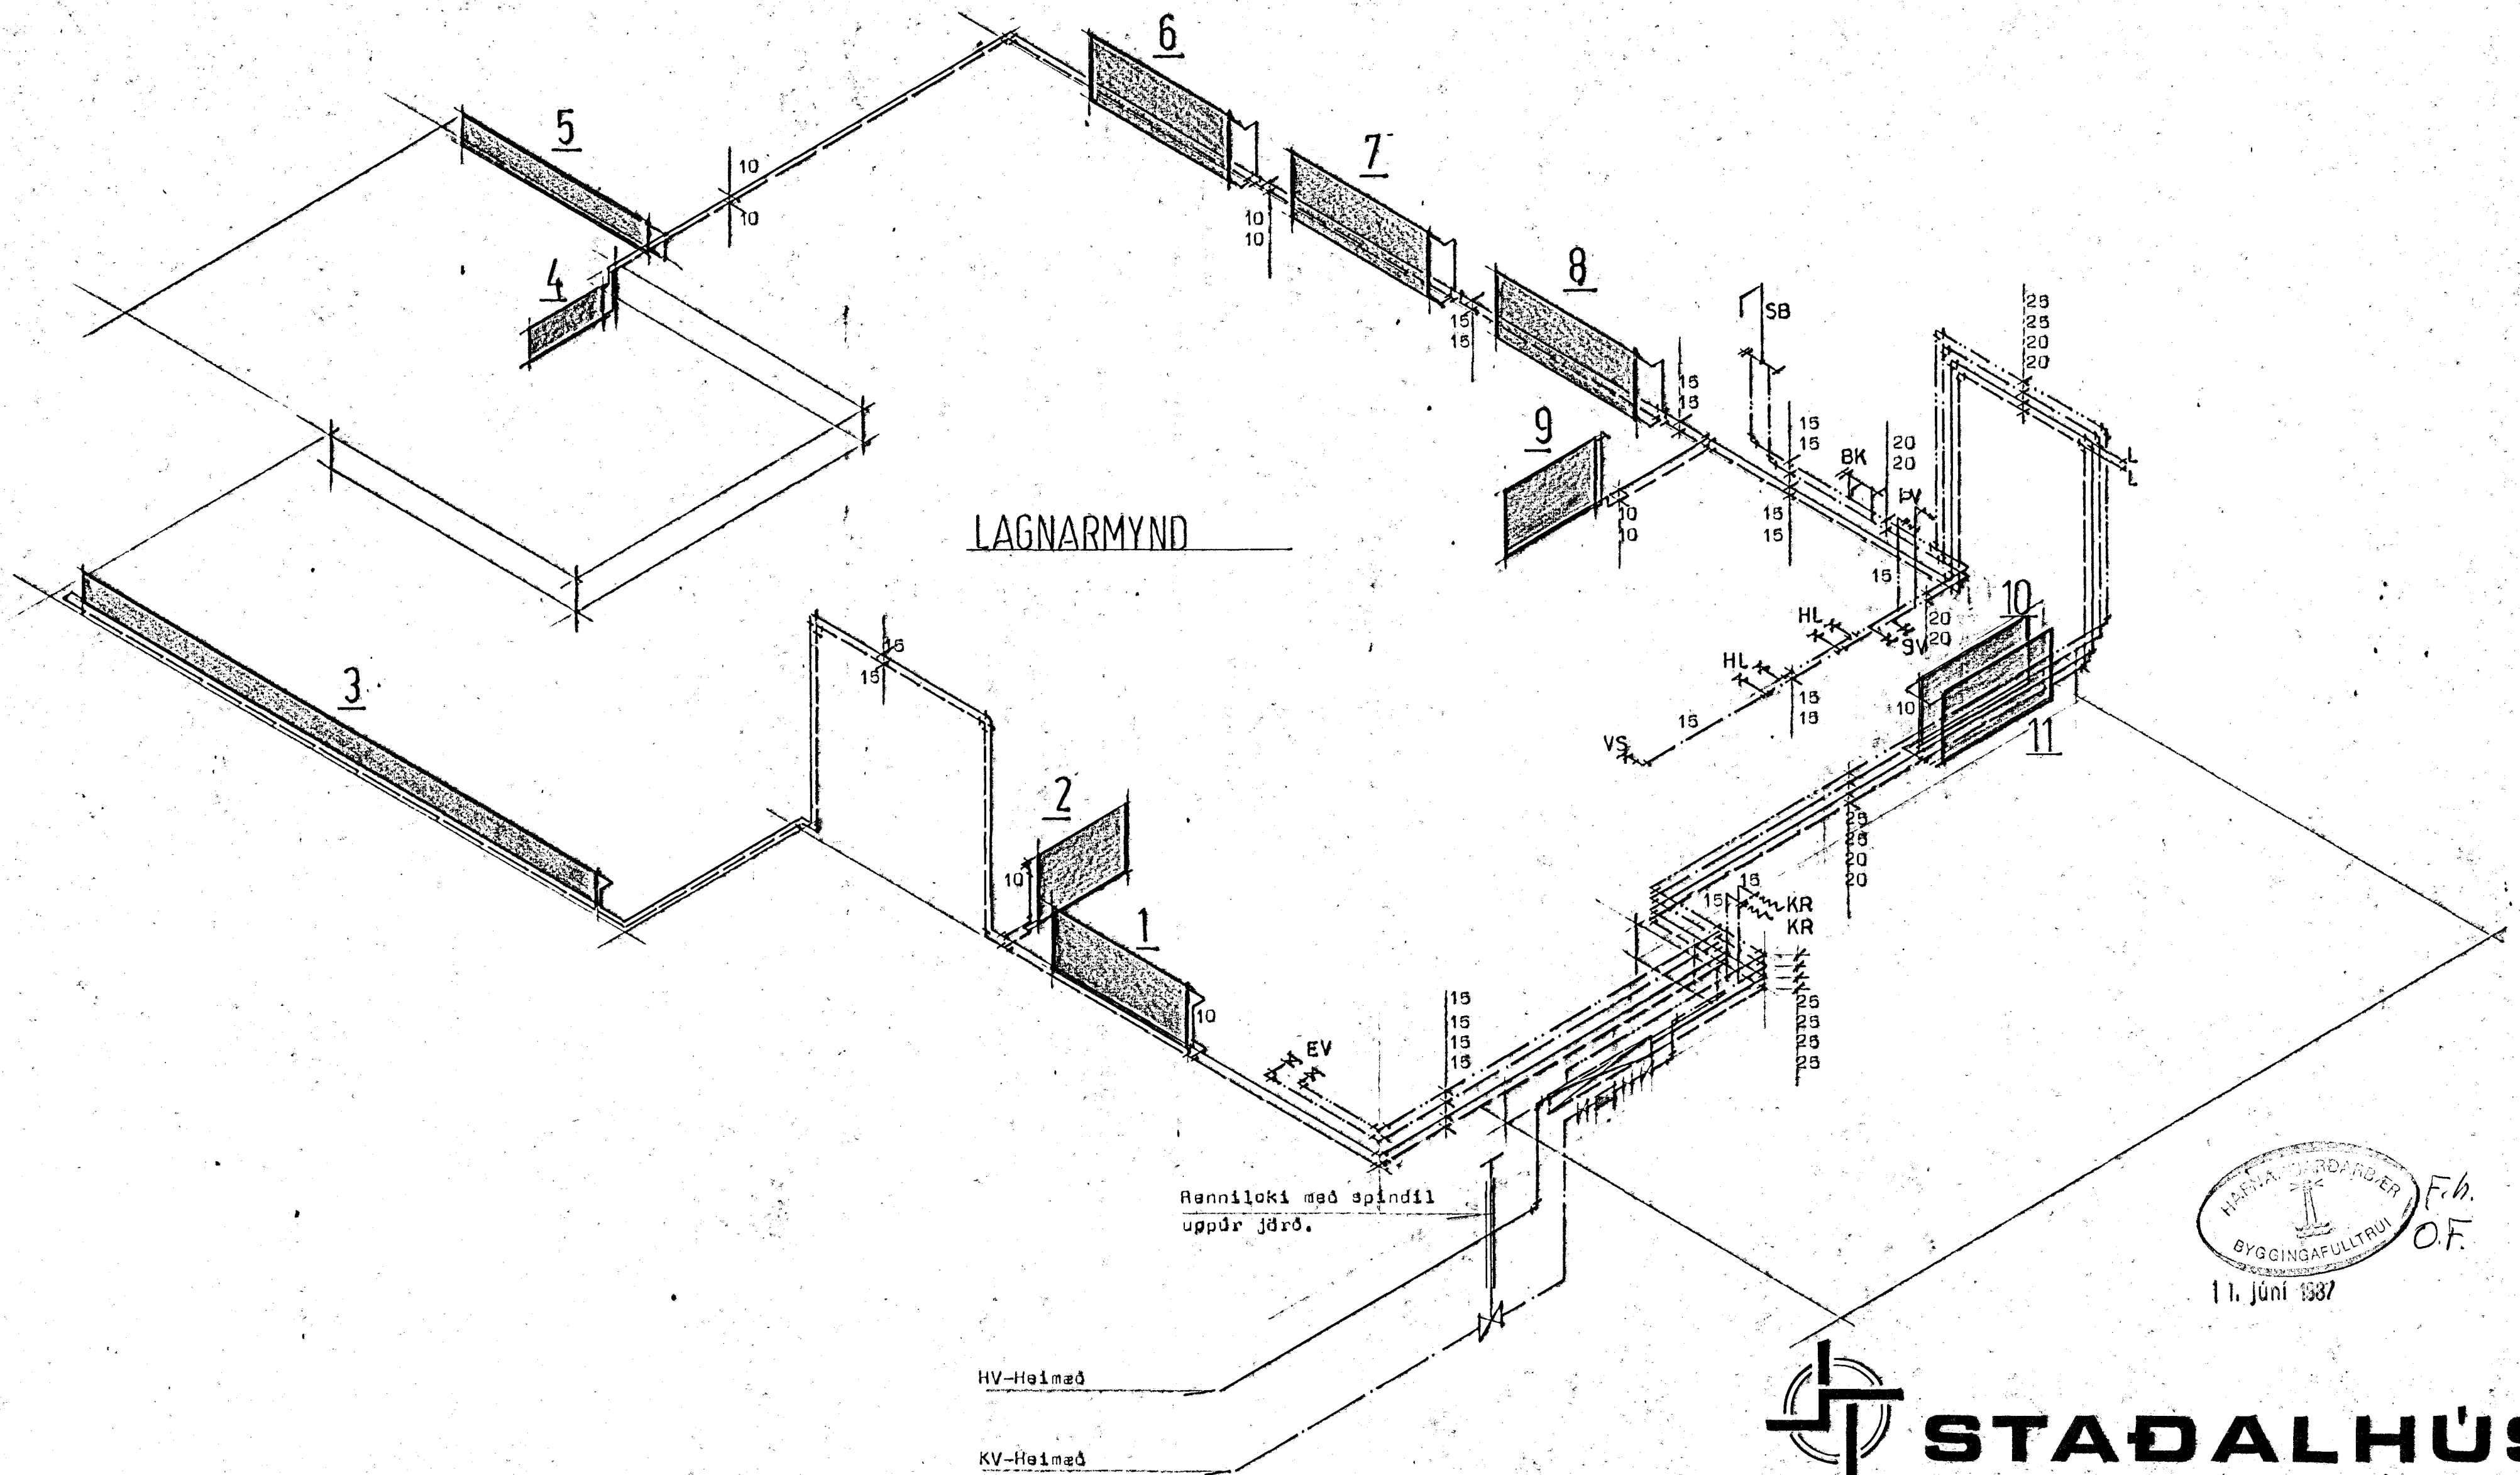 6
5
7
10
10
10
10
4
8
SB
25
25
20
20
15
15
15
15
9
15
15
BK
20
20
L
L
ÞV
10
10
15
15
LAGNARMYND
15
10
HL
20
20
SV
HL
15
15
15
15
3
15
10
11
VS
2
25
25
20
20
10
15
15
KR
KR
1
15
15
15
15
10
25
25
25
25
EV
Renniloki með spindil
uppúr jörð.
HAFNARFJARÐARBÆR
BYGGINGAFULLTRÚI
F.h.
O.F.
11. júní 1987
HV-Heimæð
KV-Heimæð
STAÐALHÚS